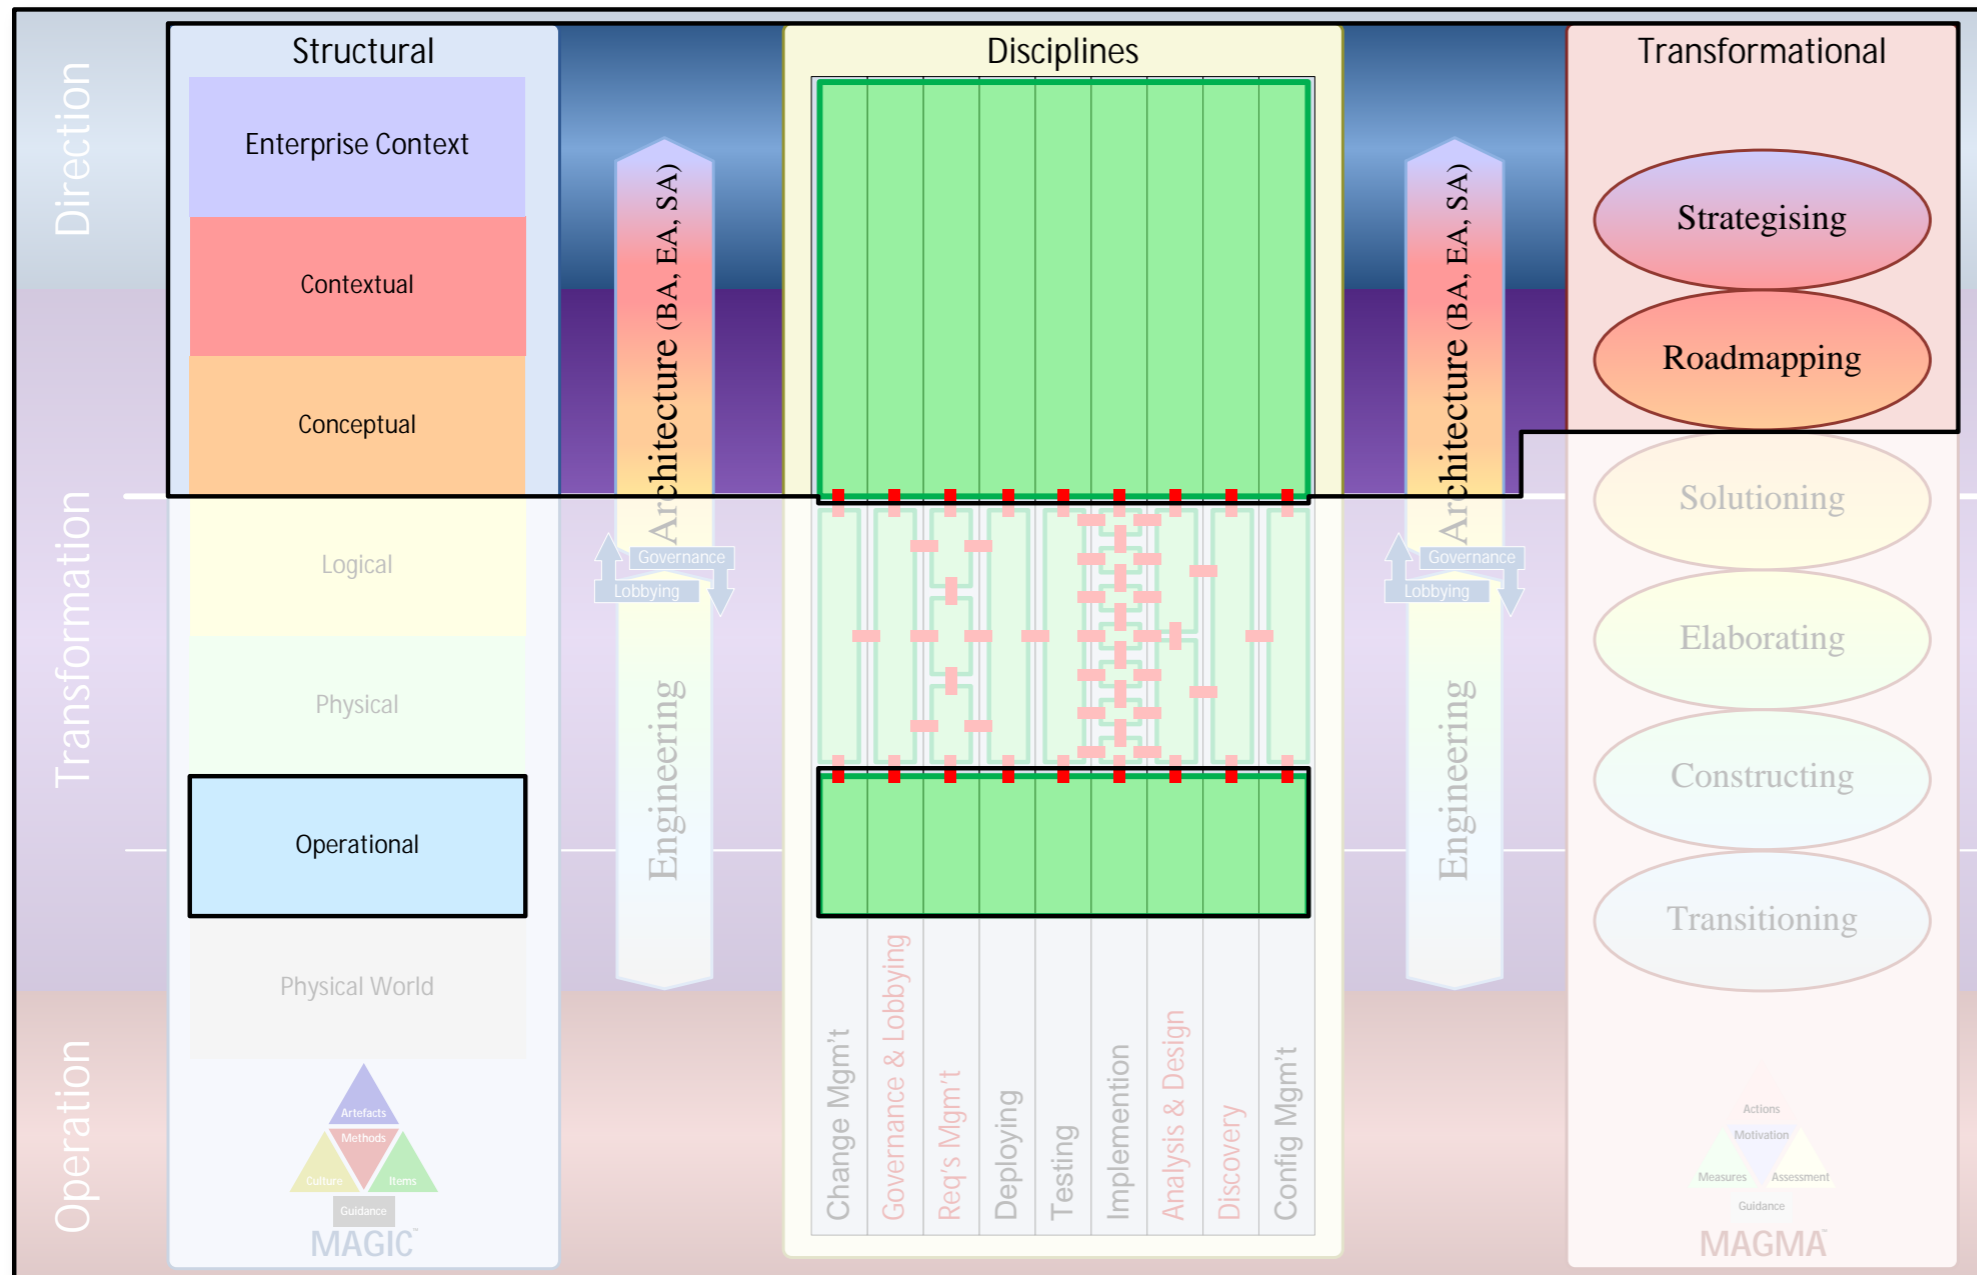 Structural
Disciplines
Transformational
Direction
Transformation
Operation
Enterprise Context
Contextual
Conceptual
Logical
Physical
Operational
Physical World
Artefacts
Methods
Culture
Items
Guidance
MAGIC™
Architecture (BA, EA, SA)
Governance
Lobbying
Engineering
Change Mgm't
Governance & Lobbying
Req's Mgm't
Deploying
Testing
Implemention
Analysis & Design
Discovery
Config Mgm't
Architecture (BA, EA, SA)
Governance
Lobbying
Engineering
Strategising
Roadmapping
Solutioning
Elaborating
Constructing
Transitioning
Actions
Motivation
Measures
Assessment
Guidance
MAGMA™